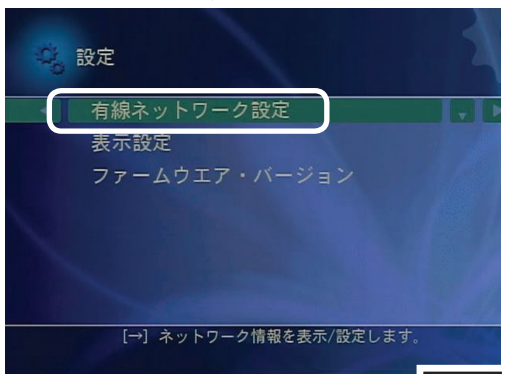 設定
有線ネットワーク設定
表示設定
ファームウエア・バージョン
[→] ネットワーク情報を表示/設定します。